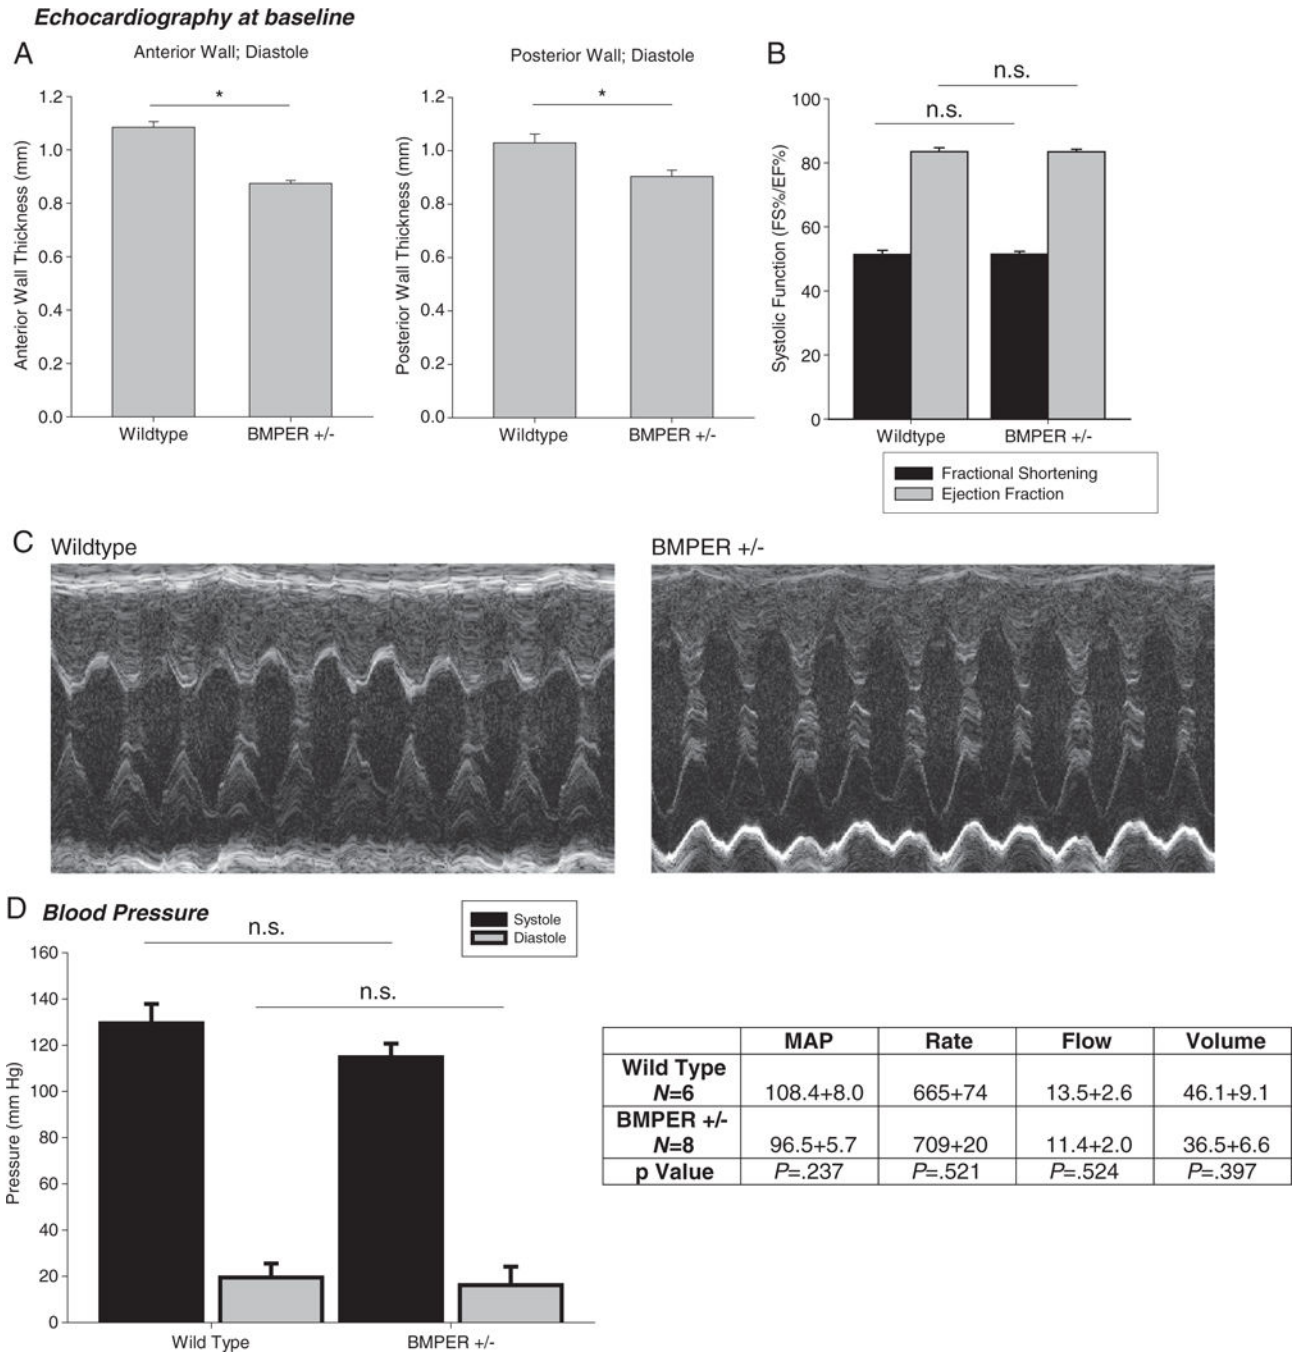 Echocardiography at baseline
A
Anterior Wall; Diastole
*
1.2
1.0
0.8
0.6
0.4
0.2
0.0
Anterior Wall Thickness (mm)
Wildtype
BMPER +/-
Posterior Wall; Diastole
*
1.2
1.0
0.8
0.6
0.4
0.2
0.0
Posterior Wall Thickness (mm)
Wildtype
BMPER +/-
B
n.s.
n.s.
100
80
60
40
20
0
Systolic Function (FS%/EF%)
Wildtype
BMPER +/-
Fractional Shortening
Ejection Fraction
C
Wildtype
BMPER +/-
D
Blood Pressure
Systole
Diastole
n.s.
n.s.
160
140
120
100
80
60
40
20
0
Pressure (mm Hg)
Wild Type
BMPER +/-
MAP Rate Flow Volume
Wild Type
N=6 108.4+8.0 665+74 13.5+2.6 46.1+9.1
BMPER +/-
N=8 96.5+5.7 709+20 11.4+2.0 36.5+6.6
p Value P=.237 P=.521 P=.524 P=.397